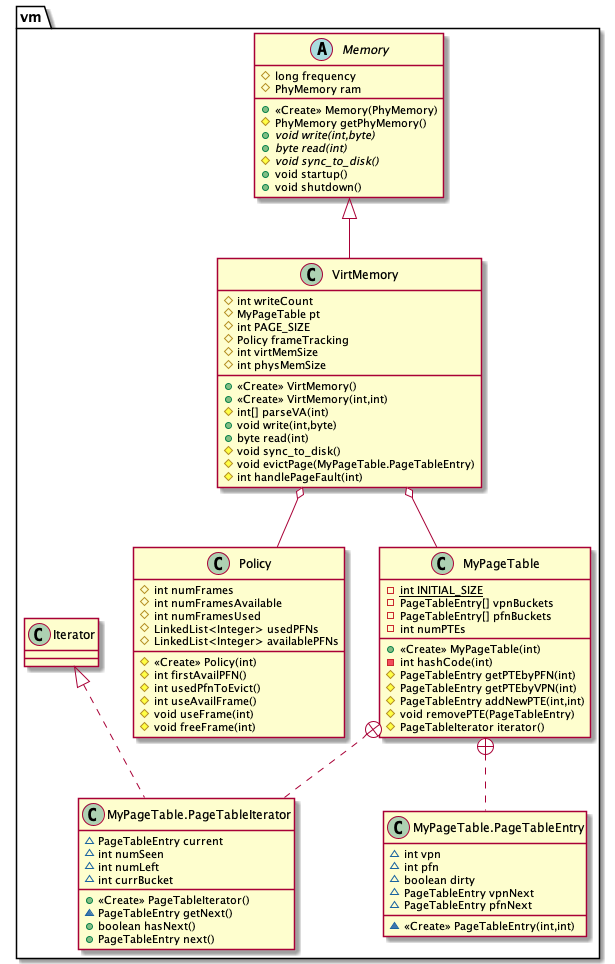 vm
A Memory
long frequency
PhyMemory ram
«Create» Memory(PhyMemory)
PhyMemory getPhyMemory()
void write(int,byte)
byte read(int)
void sync_to_disk()
void startup()
void shutdown()
C VirtMemory
int writeCount
MyPageTable pt
int PAGE_SIZE
Policy frameTracking
int virtMemSize
int physMemSize
«Create» VirtMemory()
«Create» VirtMemory(int,int)
int[] parseVA(int)
void write(int,byte)
byte read(int)
void sync_to_disk()
void evictPage(MyPageTable.PageTableEntry)
int handlePageFault(int)
C Policy
int numFrames
int numFramesAvailable
int numFramesUsed
LinkedList<Integer> usedPFNs
LinkedList<Integer> availablePFNs
«Create» Policy(int)
int firstAvailPFN()
int usedPfnToEvict()
int useAvailFrame()
void useFrame(int)
void freeFrame(int)
C MyPageTable
int INITIAL_SIZE
PageTableEntry[] vpnBuckets
PageTableEntry[] pfnBuckets
int numPTEs
«Create» MyPageTable(int)
int hashCode(int)
PageTableEntry getPTEbyPFN(int)
PageTableEntry getPTEbyVPN(int)
PageTableEntry addNewPTE(int,int)
void removePTE(PageTableEntry)
PageTableIterator iterator()
C Iterator
C MyPageTable.PageTableIterator
PageTableEntry current
int numSeen
int numLeft
int currBucket
«Create» PageTableIterator()
PageTableEntry getNext()
boolean hasNext()
PageTableEntry next()
C MyPageTable.PageTableEntry
int vpn
int pfn
boolean dirty
PageTableEntry vpnNext
PageTableEntry pfnNext
«Create» PageTableEntry(int,int)